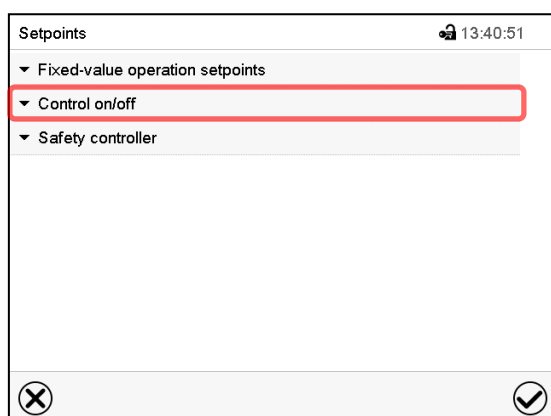 Setpoints 13:40:51
Fixed-value operation setpoints
Control on/off
Safety controller